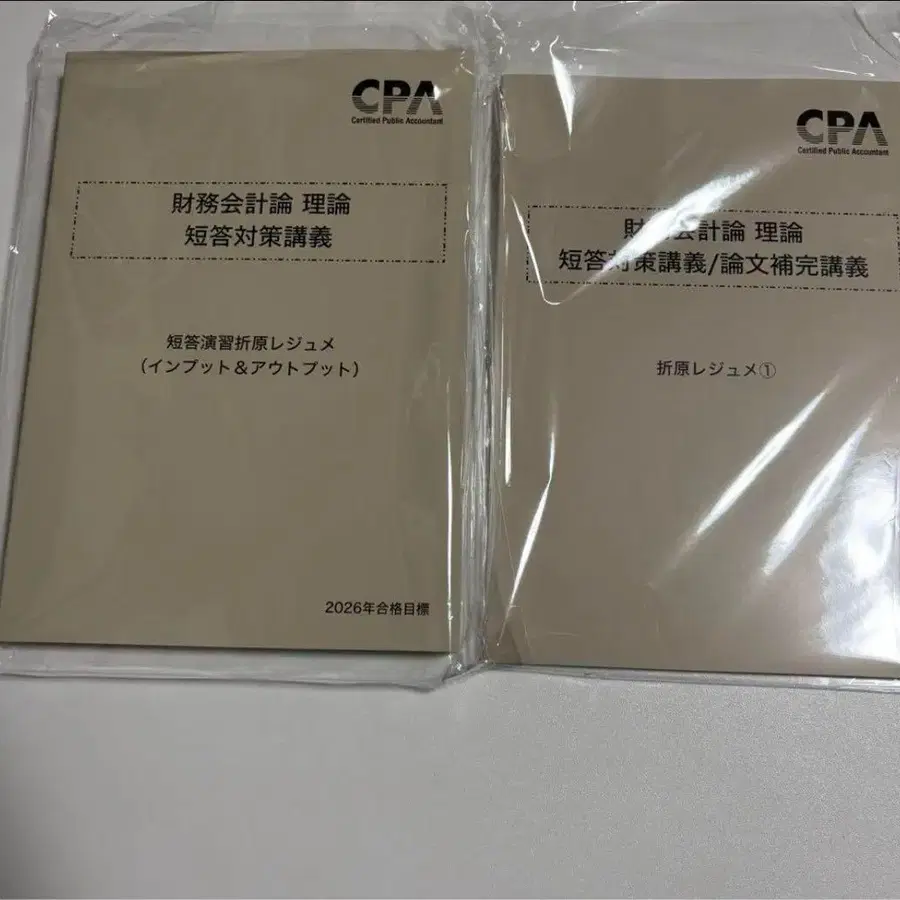 CPA
Certified Public Accountant
財務会計論 理論
短答対策講義
短答演習折原レジュメ
(インプット＆アウトプット)
2026年合格目標
CPA
Certified Public Accountant
財務会計論 理論
短答対策講義/論文補完講義
折原レジュメ①